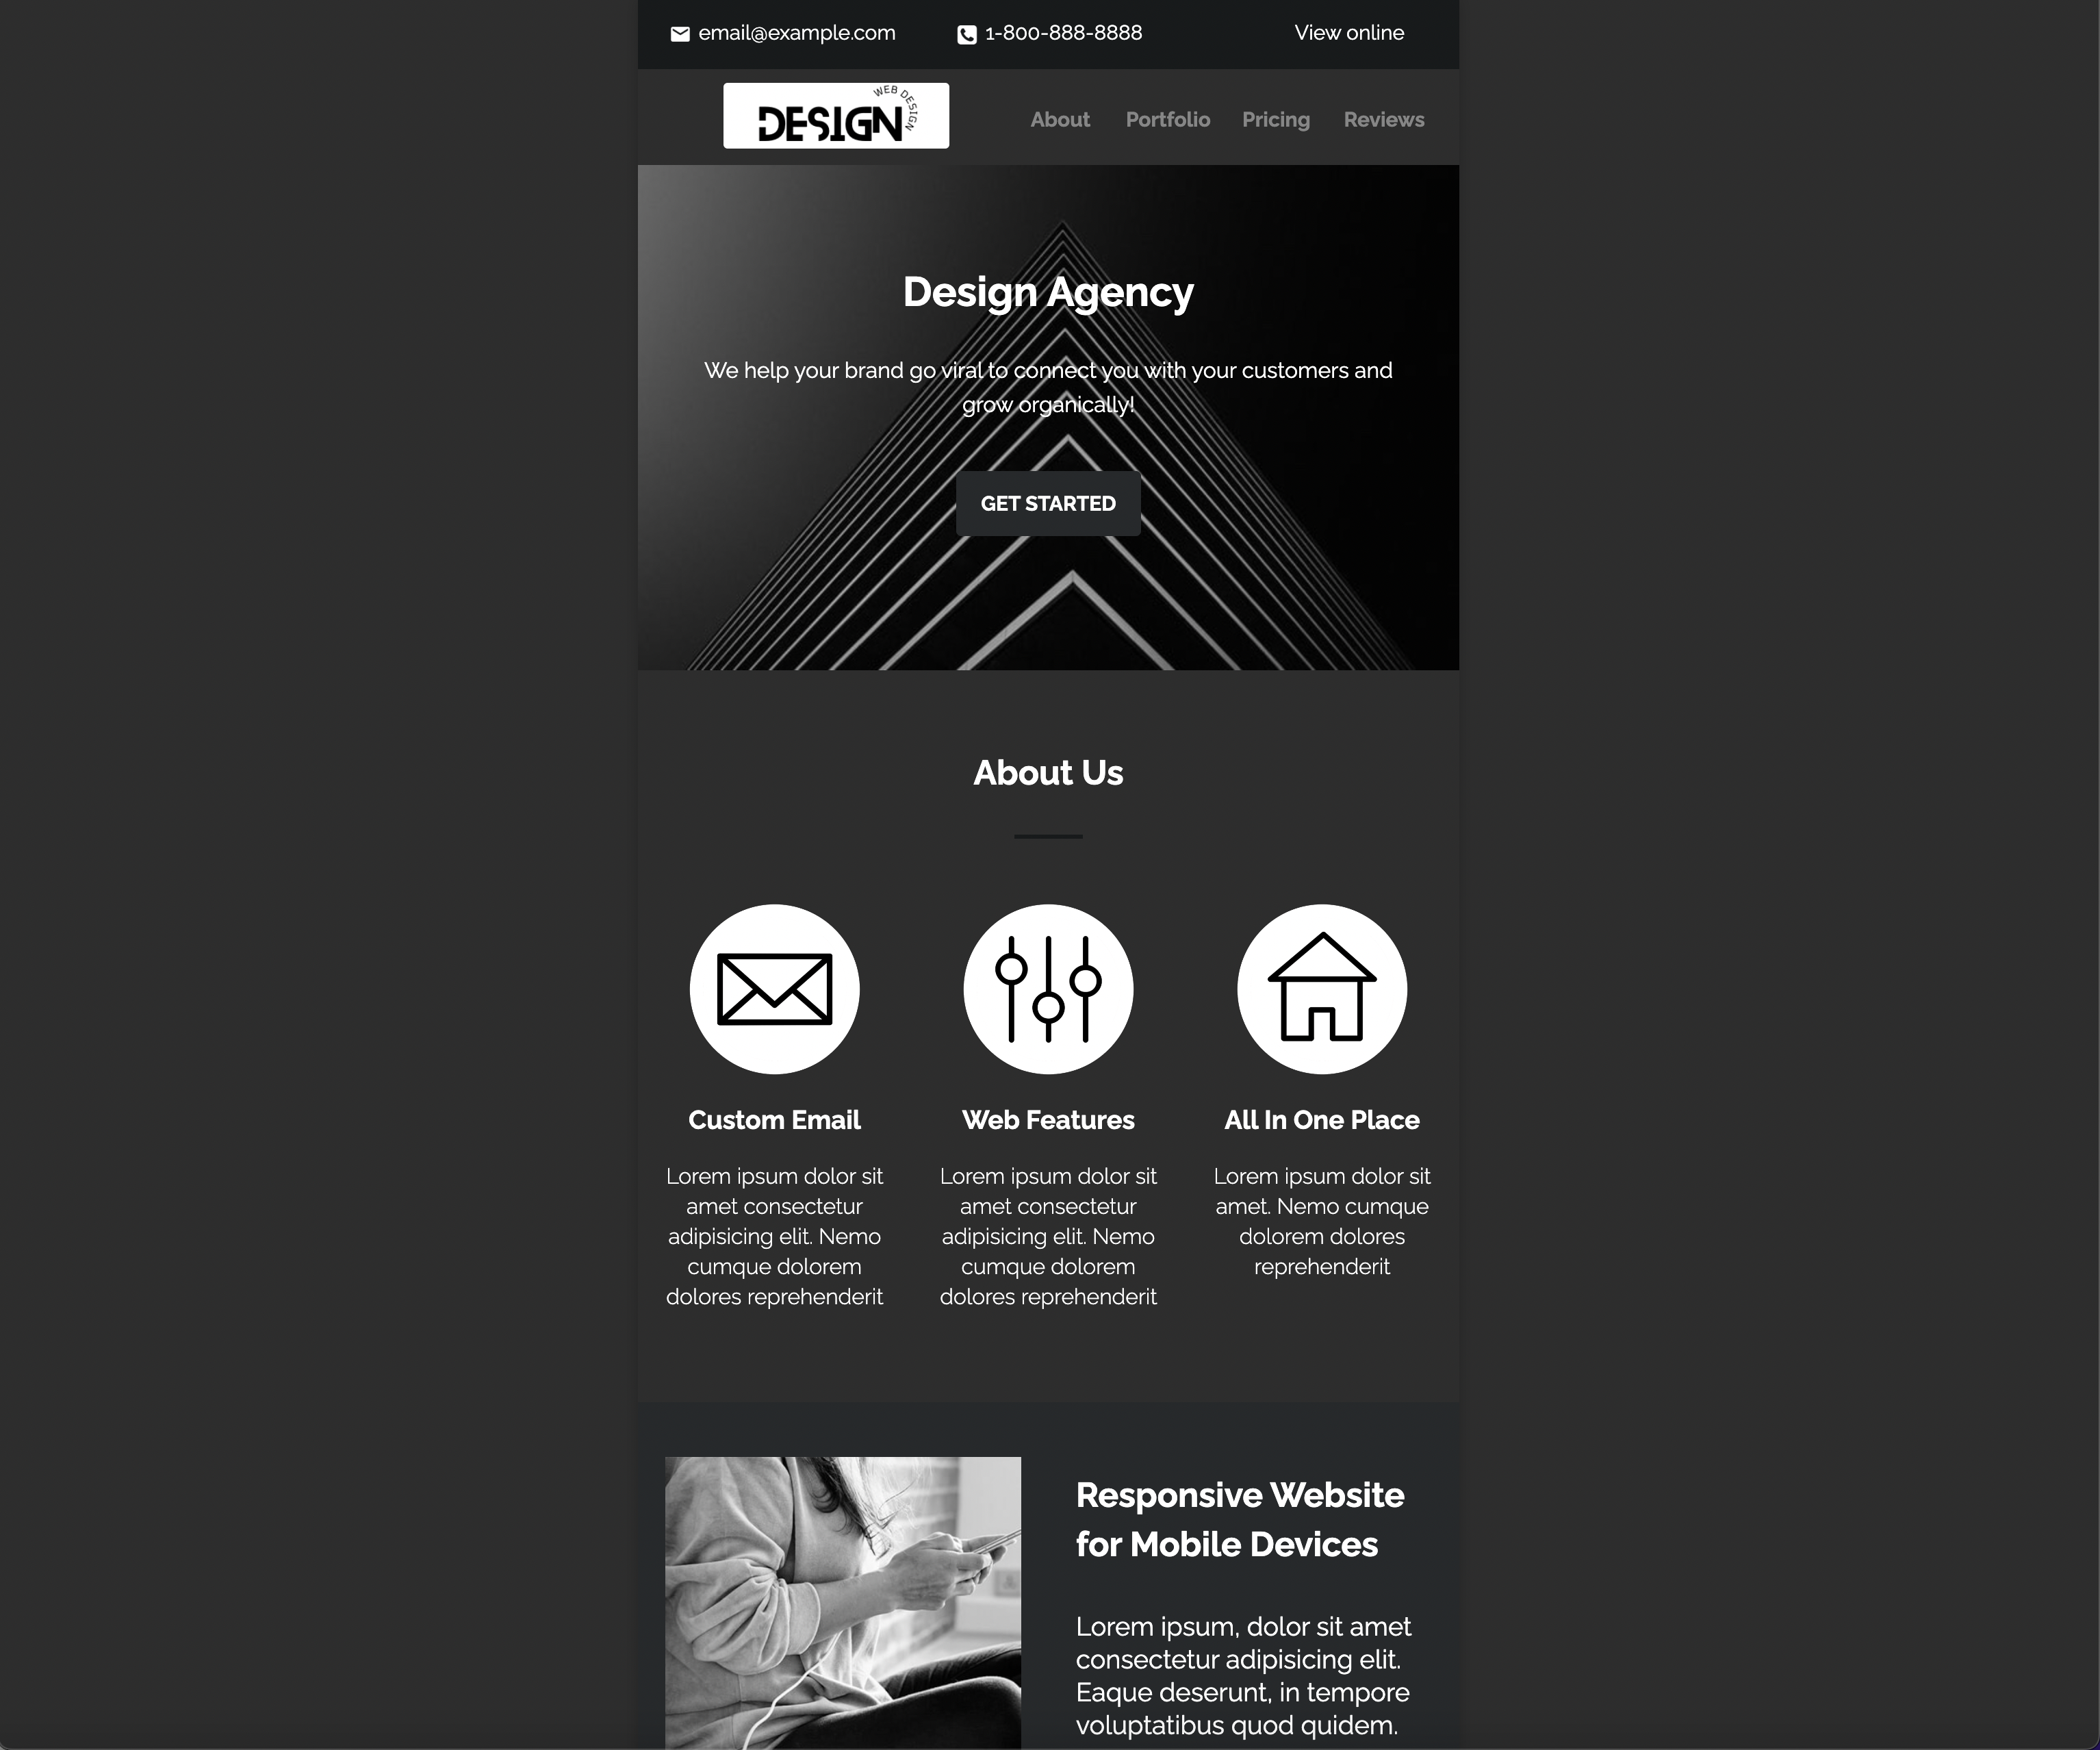 email@example.com
1-800-888-8888
View online
DESIGN
WEB DESIGN
About
Portfolio
Pricing
Reviews
Design Agency
We help your brand go viral to connect you with your customers and
grow organically!
GET STARTED
About Us
Custom Email
Lorem ipsum dolor sit
amet consectetur
adipisicing elit. Nemo
cumque dolorem
dolores reprehenderit
Web Features
Lorem ipsum dolor sit
amet consectetur
adipisicing elit. Nemo
cumque dolorem
dolores reprehenderit
All In One Place
Lorem ipsum dolor sit
amet. Nemo cumque
dolorem dolores
reprehenderit
Responsive Website
for Mobile Devices
Lorem ipsum, dolor sit amet
consectetur adipisicing elit.
Eaque deserunt, in tempore
voluptatibus quod quidem.